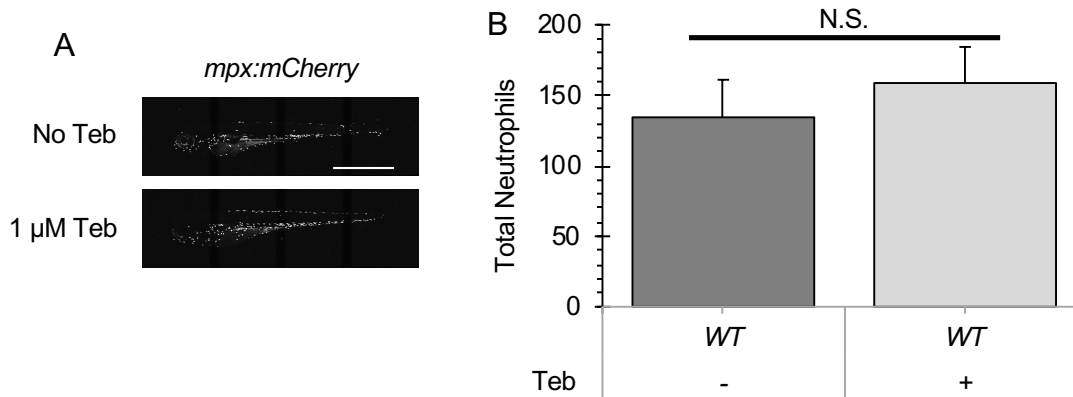 A
mpx:mCherry
No Teb
1 μM Teb
B
N.S.
Total Neutrophils
200
150
100
50
0
WT WT
Teb - +